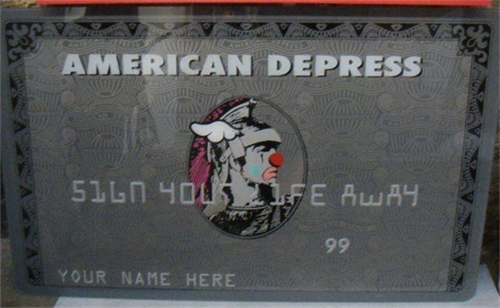 AMERICAN DEPRESS
SIGN YOUR LIFE AWAY
99
YOUR NAME HERE